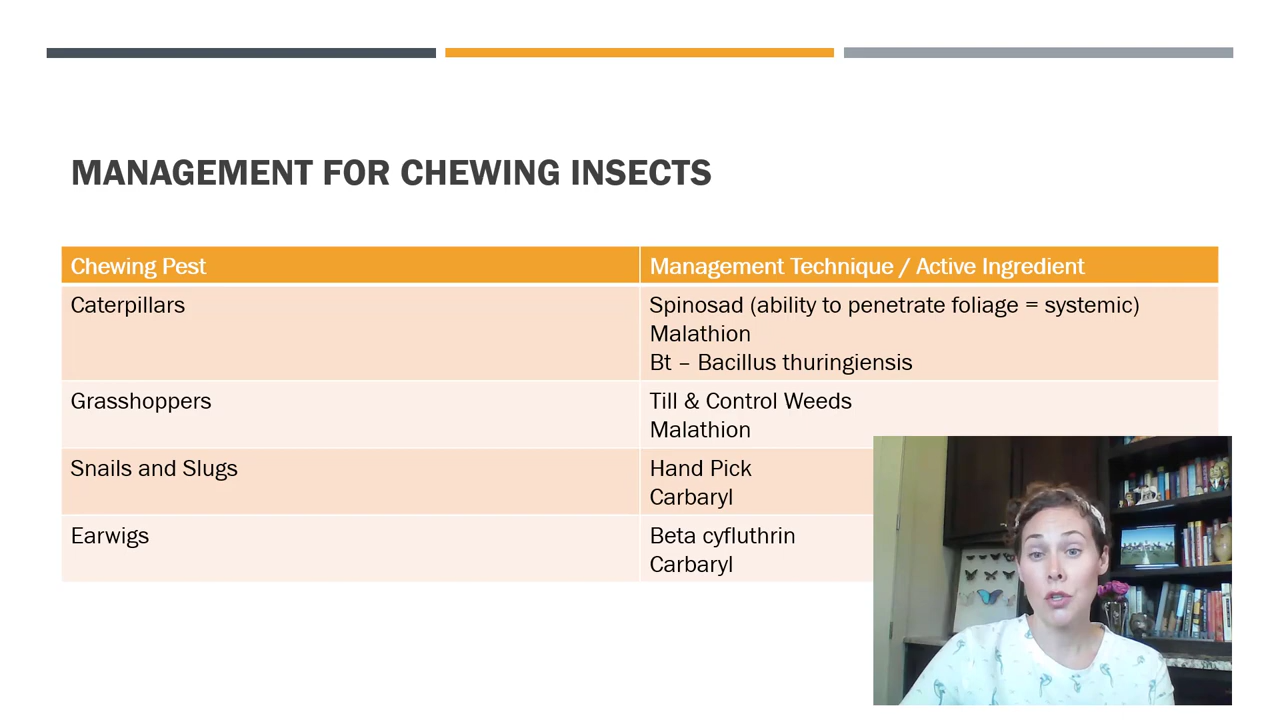 MANAGEMENT FOR CHEWING INSECTS
Chewing Pest
Management Technique / Active Ingredient
Caterpillars
Spinosad (ability to penetrate foliage = systemic)
Malathion
Bt – Bacillus thuringiensis
Grasshoppers
Till & Control Weeds
Malathion
Snails and Slugs
Hand Pick
Carbaryl
Earwigs
Beta cyfluthrin
Carbaryl